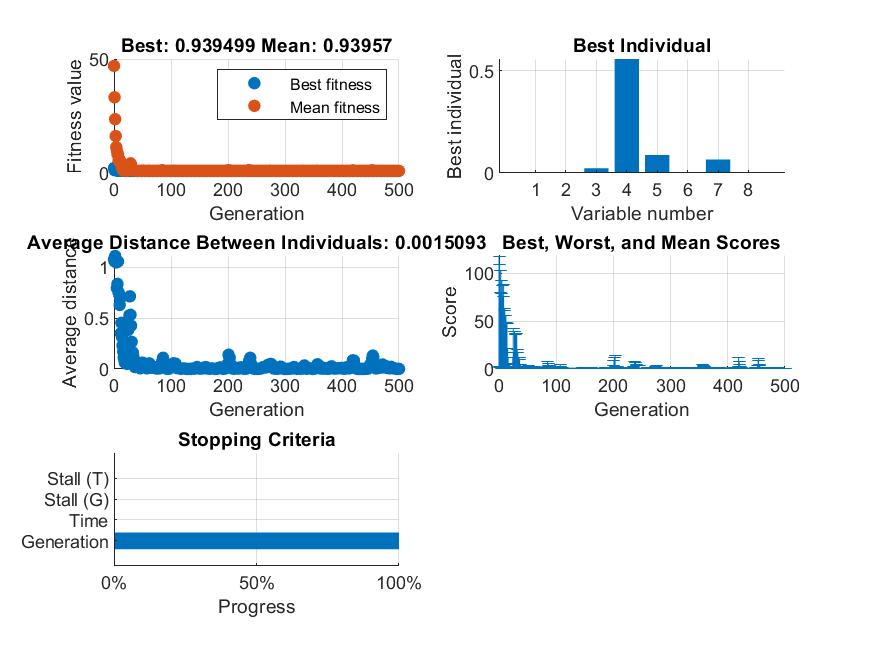 Best: 0.939499 Mean: 0.93957
Fitness value
50
0
Best fitness
Mean fitness
0 100 200 300 400 500
Generation
Best Individual
Best individual
0.5
0
1 2 3 4 5 6 7 8
Variable number
Average Distance Between Individuals: 0.0015093
Average distance
1
0.5
0
0 100 200 300 400 500
Generation
Best, Worst, and Mean Scores
Score
100
50
0
0 100 200 300 400 500
Generation
Stopping Criteria
Stall (T)
Stall (G)
Time
Generation
0% 50% 100%
Progress